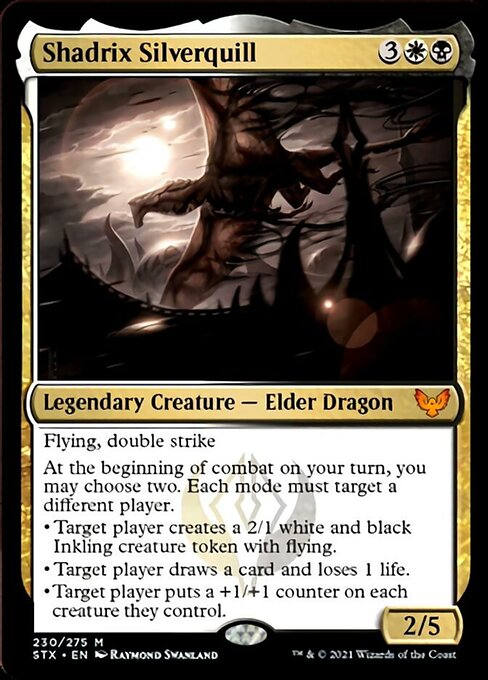 Shadrix Silverquill 3
Legendary Creature — Elder Dragon
Flying, double strike
At the beginning of combat on your turn, you
may choose two. Each mode must target a
different player.
•Target player creates a 2/1 white and black
Inkling creature token with flying.
•Target player draws a card and loses 1 life.
•Target player puts a +1/+1 counter on each
creature they control.
2/5
230/275 M
STX • EN Raymond Swanland
™ & © 2021 Wizards of the Coast